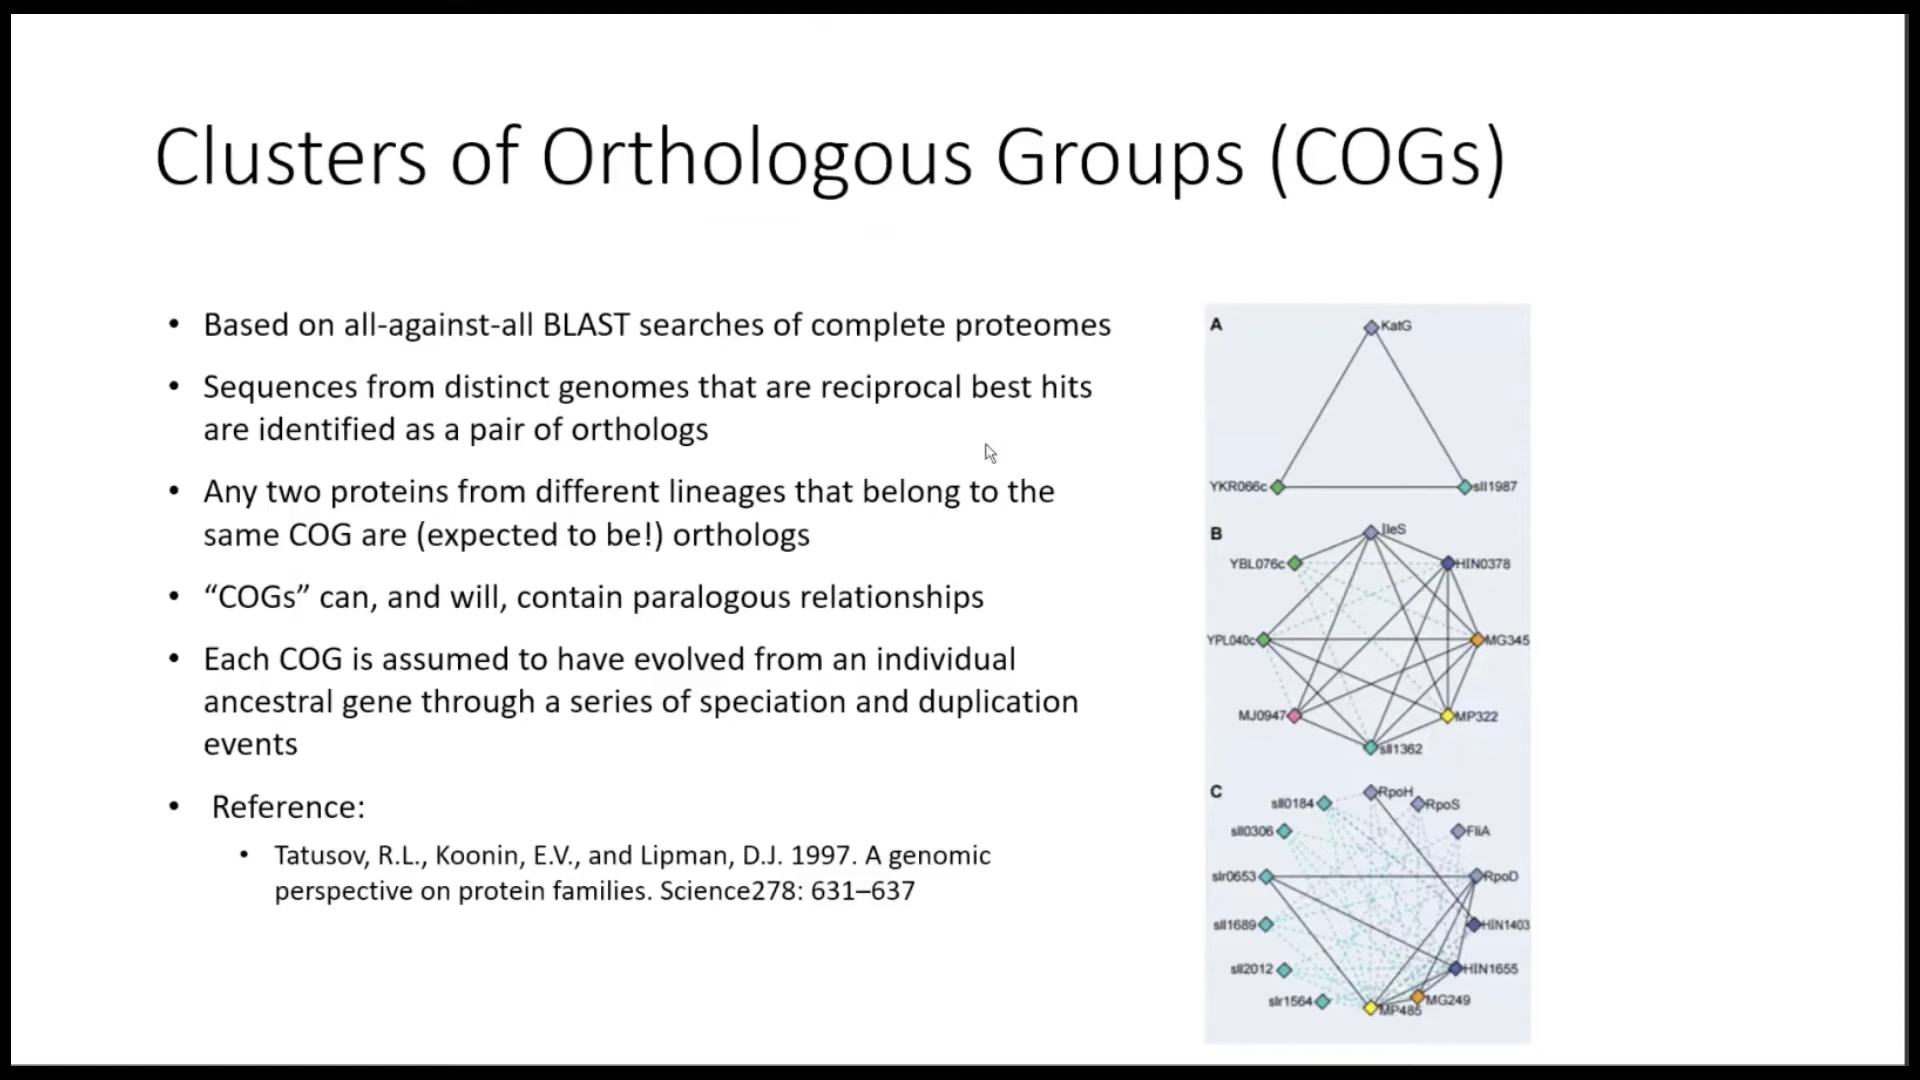 Clusters of Orthologous Groups (COGs)
• Based on all-against-all BLAST searches of complete proteomes
• Sequences from distinct genomes that are reciprocal best hits
are identified as a pair of orthologs
• Any two proteins from different lineages that belong to the
same COG are (expected to be!) orthologs
• “COGs” can, and will, contain paralogous relationships
• Each COG is assumed to have evolved from an individual
ancestral gene through a series of speciation and duplication
events
• Reference:
• Tatusov, R.L., Koonin, E.V., and Lipman, D.J. 1997. A genomic
perspective on protein families. Science278: 631–637
A
KatG
YKR066c
sll1987
B
IleS
YBL076c
HIN0378
YPL040c
MG345
MJ0947
MP322
sll1362
C
RpoH
sll0184
RpoS
sll0306
FliA
slr0653
RpoD
sll1689
HIN1403
sll2012
HIN1655
slr1564
MG249
MP485